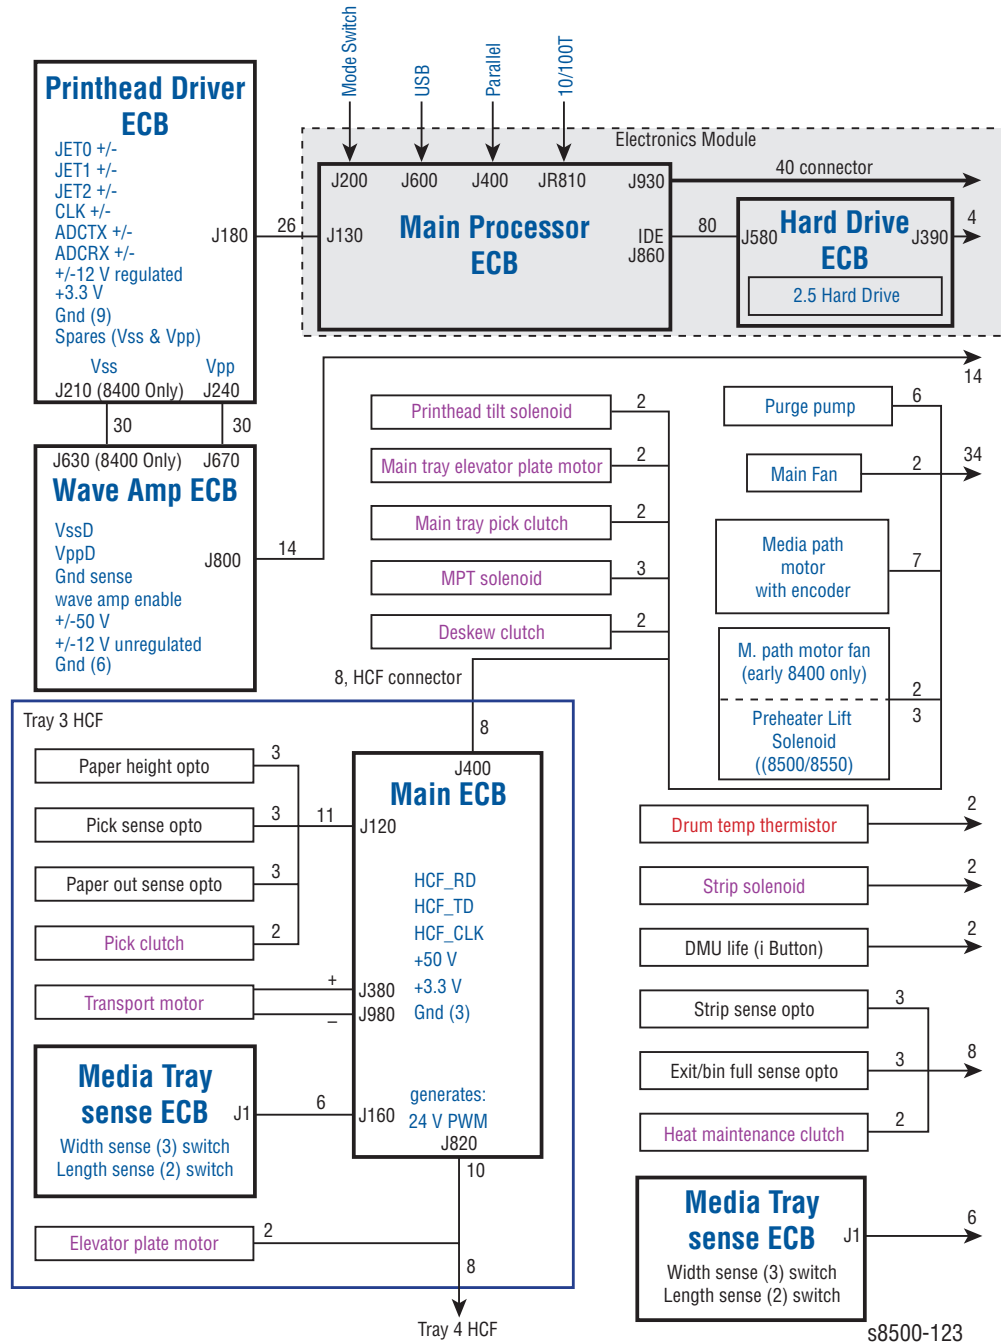 Mode Switch
USB
Parallel
10/100T
Printhead Driver
ECB
JET0 +/-
JET1 +/-
JET2 +/-
CLK +/-
ADCTX +/-
ADCRX +/-
+/-12 V regulated
+3.3 V
Gnd (9)
Spares (Vss & Vpp)
J180
26
Vss
Vpp
J210 (8400 Only)
J240
30
30
Electronics Module
J200
J600
J400
JR810
J930
40 connector
J130
Main Processor
ECB
IDE
J860
80
J580
Hard Drive
ECB
J390
4
2.5 Hard Drive
J630 (8400 Only)
J670
Wave Amp ECB
VssD
VppD
Gnd sense
wave amp enable
+/-50 V
+/-12 V unregulated
Gnd (6)
J800
14
14
Printhead tilt solenoid
2
Main tray elevator plate motor
2
Main tray pick clutch
2
MPT solenoid
3
Deskew clutch
2
8, HCF connector
Purge pump
6
Main Fan
2
34
Media path
motor
with encoder
7
M. path motor fan
(early 8400 only)
2
3
Preheater Lift
Solenoid
((8500/8550)
Tray 3 HCF
8
Paper height opto
3
Pick sense opto
3
11
Paper out sense opto
3
Pick clutch
2
Transport motor
+
–
J400
Main ECB
J120
HCF_RD
HCF_TD
HCF_CLK
+50 V
+3.3 V
Gnd (3)
J380
J980
generates:
24 V PWM
J160
J820
Media Tray
sense ECB
J1
6
Width sense (3) switch
Length sense (2) switch
10
Elevator plate motor
2
8
Tray 4 HCF
Drum temp thermistor
2
Strip solenoid
2
DMU life (i Button)
2
Strip sense opto
3
Exit/bin full sense opto
3
8
Heat maintenance clutch
2
Media Tray
sense ECB
J1
6
Width sense (3) switch
Length sense (2) switch
s8500-123